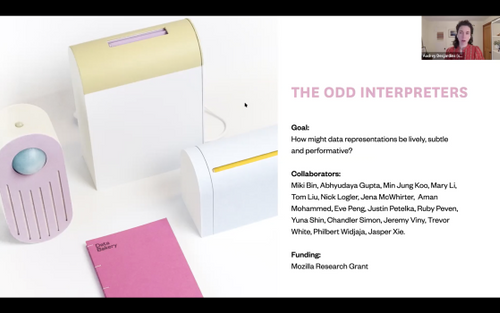 THE ODD INTERPRETERS
Goal:
How might data representations be lively, subtle
and performative?
Collaborators:
Miki Bin, Abhyudaya Gupta, Min Jung Koo, Mary Li,
Tom Liu, Nick Logler, Jena McWhirter, Aman
Mohammed, Eve Peng, Justin Petelka, Ruby Peven,
Yuna Shin, Chandler Simon, Jeremy Viny, Trevor
White, Philbert Widjaja, Jasper Xie.
Funding:
Mozilla Research Grant
Data
Bakery
Audrey Desjardins